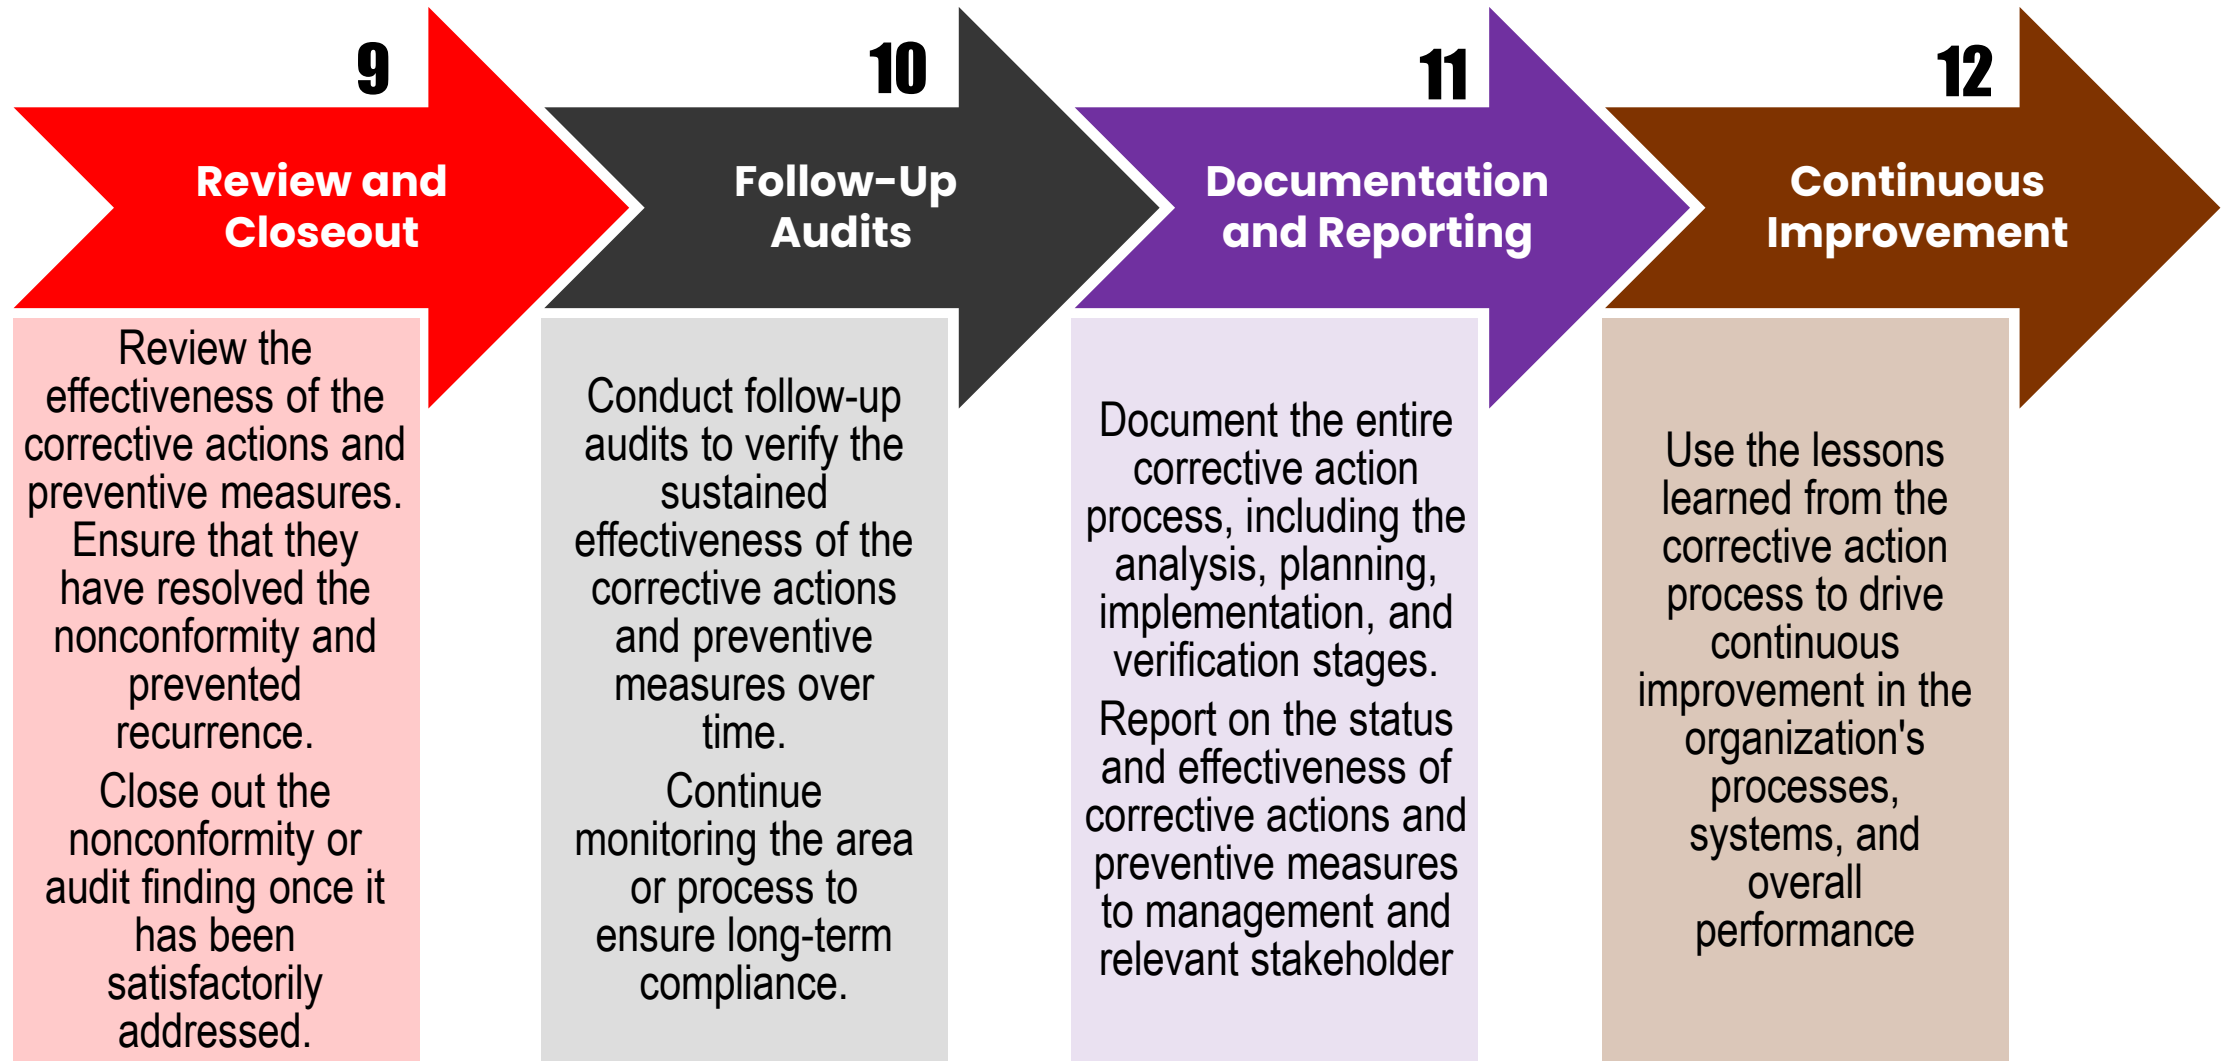 9
Review and
Closeout
Review the
effectiveness of the
corrective actions and
preventive measures.
Ensure that they
have resolved the
nonconformity and
prevented
recurrence.
Close out the
nonconformity or
audit finding once it
has been
satisfactorily
addressed.
10
Follow-Up
Audits
Conduct follow-up
audits to verify the
sustained
effectiveness of the
corrective actions
and preventive
measures over
time.
Continue
monitoring the area
or process to
ensure long-term
compliance.
11
Documentation
and Reporting
Document the entire
corrective action
process, including the
analysis, planning,
implementation, and
verification stages.
Report on the status
and effectiveness of
corrective actions and
preventive measures
to management and
relevant stakeholder
12
Continuous
Improvement
Use the lessons
learned from the
corrective action
process to drive
continuous
improvement in the
organization's
processes,
systems, and
overall
performance